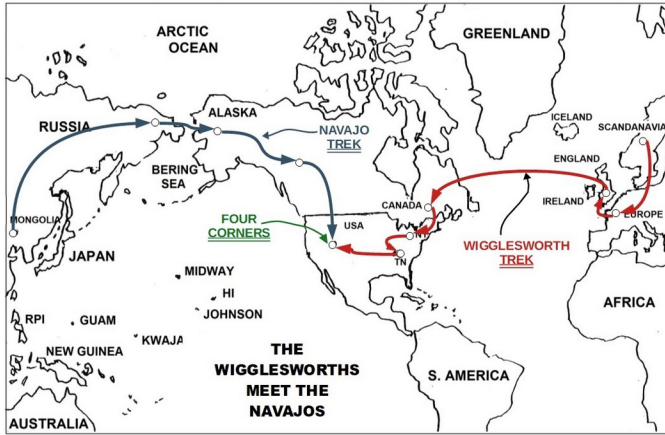 ARCTIC
OCEAN
GREENLAND
ALASKA
RUSSIA
NAVAJO
TREK
ICELAND
SCANDANAVIA
BERING
SEA
ENGLAND
IRELAND
EUROPE
MONGOLIA
CANADA
FOUR
CORNERS
USA
NY
TN
WIGGLESWORTH
TREK
JAPAN
MIDWAY
HI
JOHNSON
AFRICA
RPI
GUAM
KWAJA
NEW GUINEA
THE
WIGGLESWORTHS
MEET THE
NAVAJOS
S. AMERICA
AUSTRALIA